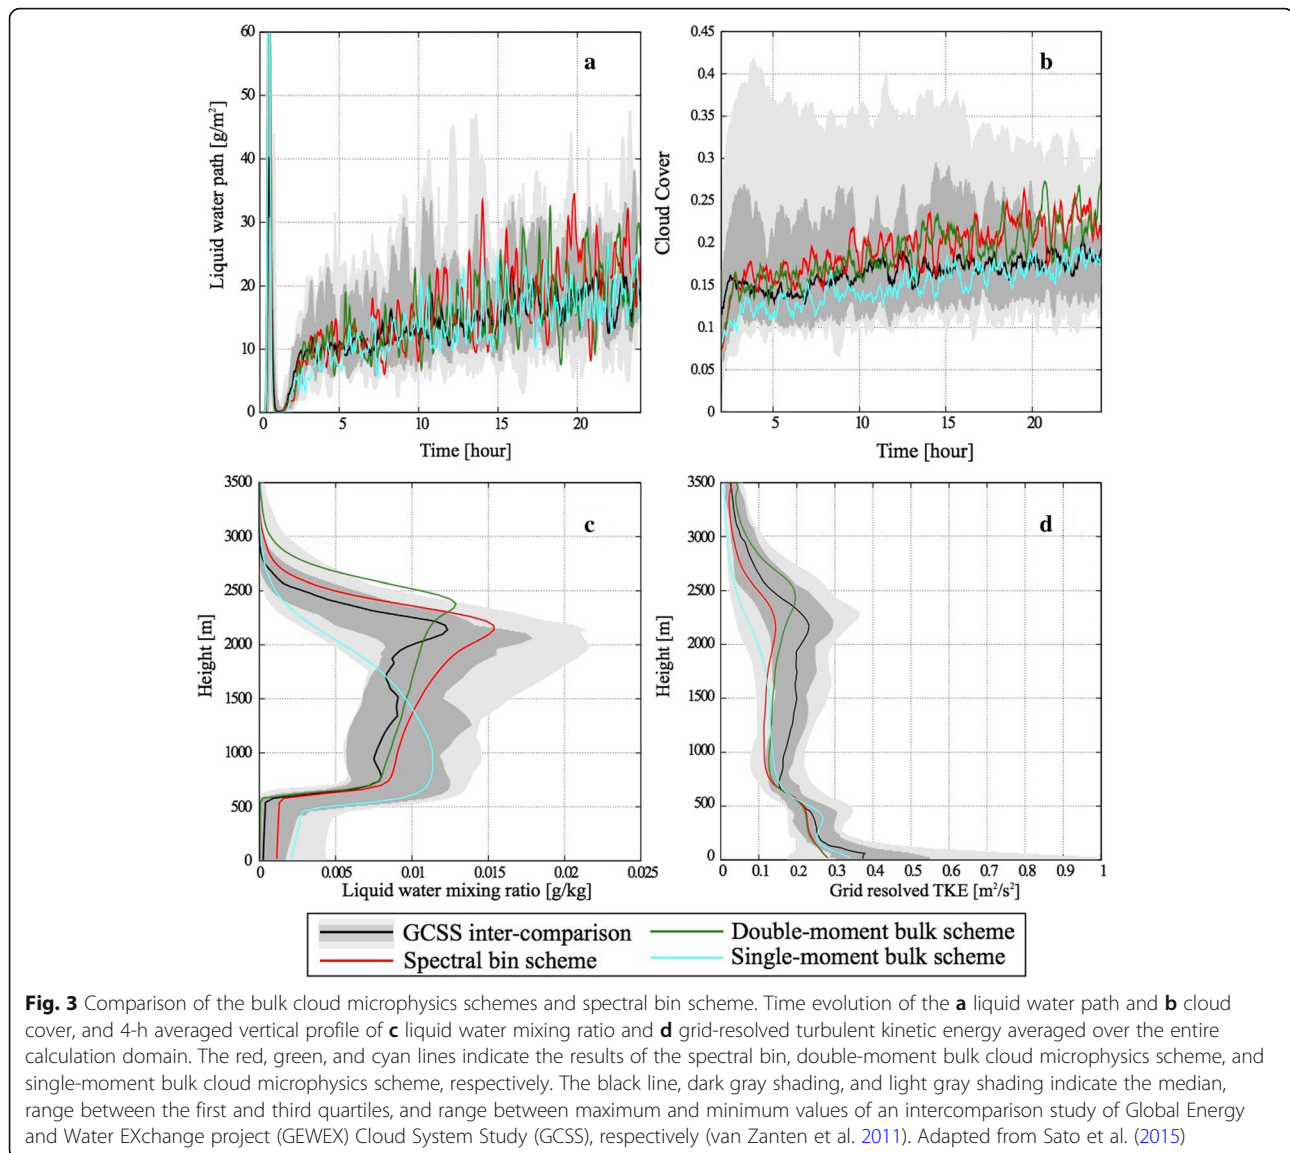 a
Liquid water path [g/m²]
60
50
40
30
20
10
0
0 5 10 15 20
Time [hour]
b
Cloud Cover
0.45
0.4
0.35
0.3
0.25
0.2
0.15
0.1
0.05
0
5 10 15 20
Time [hour]
c
Height [m]
3500
3000
2500
2000
1500
1000
500
0
0 0.005 0.01 0.015 0.02 0.025
Liquid water mixing ratio [g/kg]
d
Height [m]
3500
3000
2500
2000
1500
1000
500
0
0 0.1 0.2 0.3 0.4 0.5 0.6 0.7 0.8 0.9 1
Grid resolved TKE [m²/s²]
GCSS inter-comparison
Spectral bin scheme
Double-moment bulk scheme
Single-moment bulk scheme
Fig. 3 Comparison of the bulk cloud microphysics schemes and spectral bin scheme. Time evolution of the a liquid water path and b cloud
cover, and 4-h averaged vertical profile of c liquid water mixing ratio and d grid-resolved turbulent kinetic energy averaged over the entire
calculation domain. The red, green, and cyan lines indicate the results of the spectral bin, double-moment bulk cloud microphysics scheme, and
single-moment bulk cloud microphysics scheme, respectively. The black line, dark gray shading, and light gray shading indicate the median,
range between the first and third quartiles, and range between maximum and minimum values of an intercomparison study of Global Energy
and Water EXchange project (GEWEX) Cloud System Study (GCSS), respectively (van Zanten et al. 2011). Adapted from Sato et al. (2015)